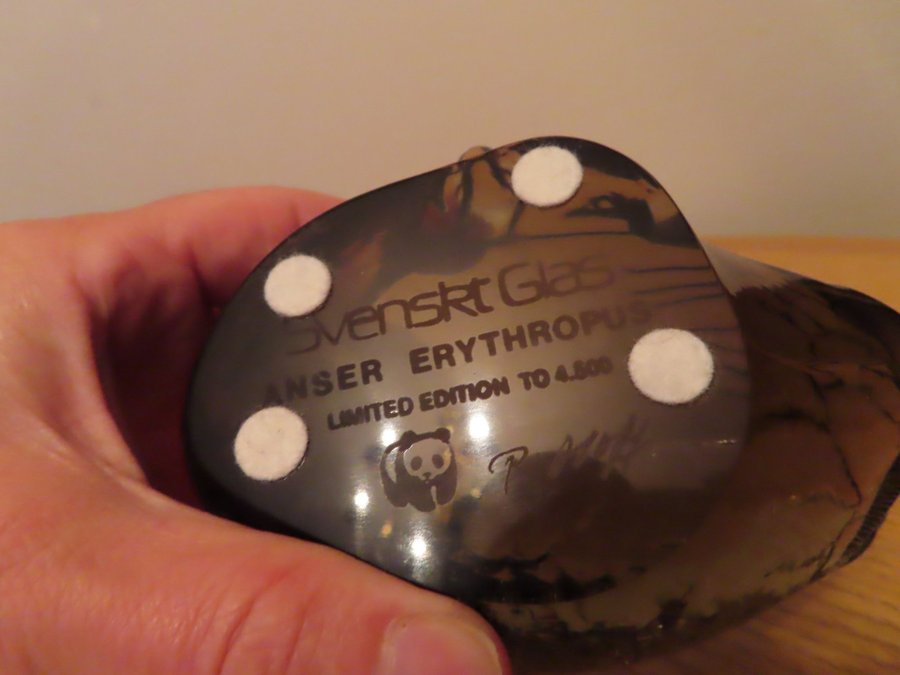 Svenskt Glas
ANSER ERYTHROPUS
LIMITED EDITION TO 4.800